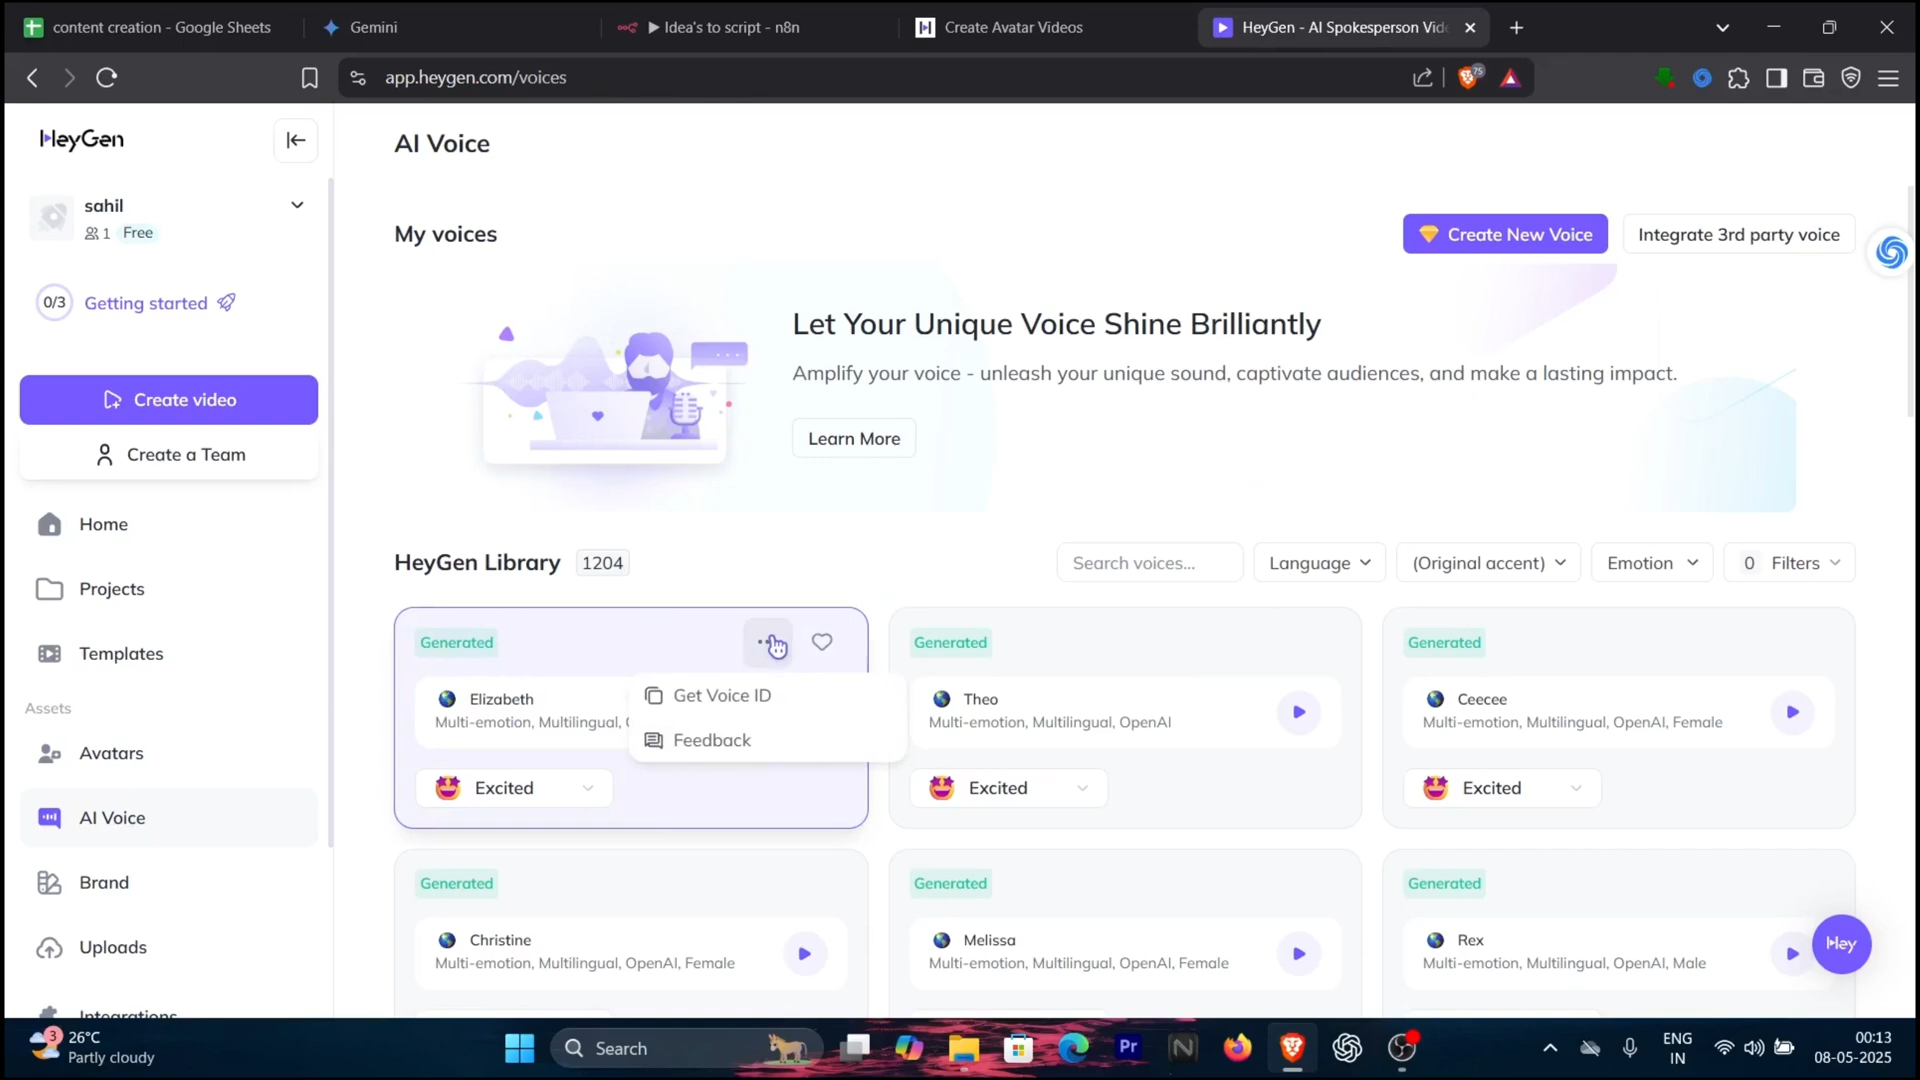 content creation - Google Sheets
Gemini
▶ Idea's to script - n8n
Create Avatar Videos
HeyGen - AI Spokesperson Vide
app.heygen.com/voices
75
HeyGen
sahil
1 Free
0/3 Getting started
Create video
Create a Team
Home
Projects
Templates
Assets
Avatars
AI Voice
Brand
Uploads
Integrations
AI Voice
My voices
Create New Voice
Integrate 3rd party voice
Let Your Unique Voice Shine Brilliantly
Amplify your voice - unleash your unique sound, captivate audiences, and make a lasting impact.
Learn More
HeyGen Library 1204
Search voices...
Language
(Original accent)
Emotion
0 Filters
Generated
Elizabeth
Multi-emotion, Multilingual,
Get Voice ID
Feedback
Excited
Generated
Theo
Multi-emotion, Multilingual, OpenAI
Excited
Generated
Ceecee
Multi-emotion, Multilingual, OpenAI, Female
Excited
Generated
Christine
Multi-emotion, Multilingual, OpenAI, Female
Generated
Melissa
Multi-emotion, Multilingual, OpenAI, Female
Generated
Rex
Multi-emotion, Multilingual, OpenAI, Male
Hey
3
26°C
Partly cloudy
Search
Pr
ENG
IN
00:13
08-05-2025